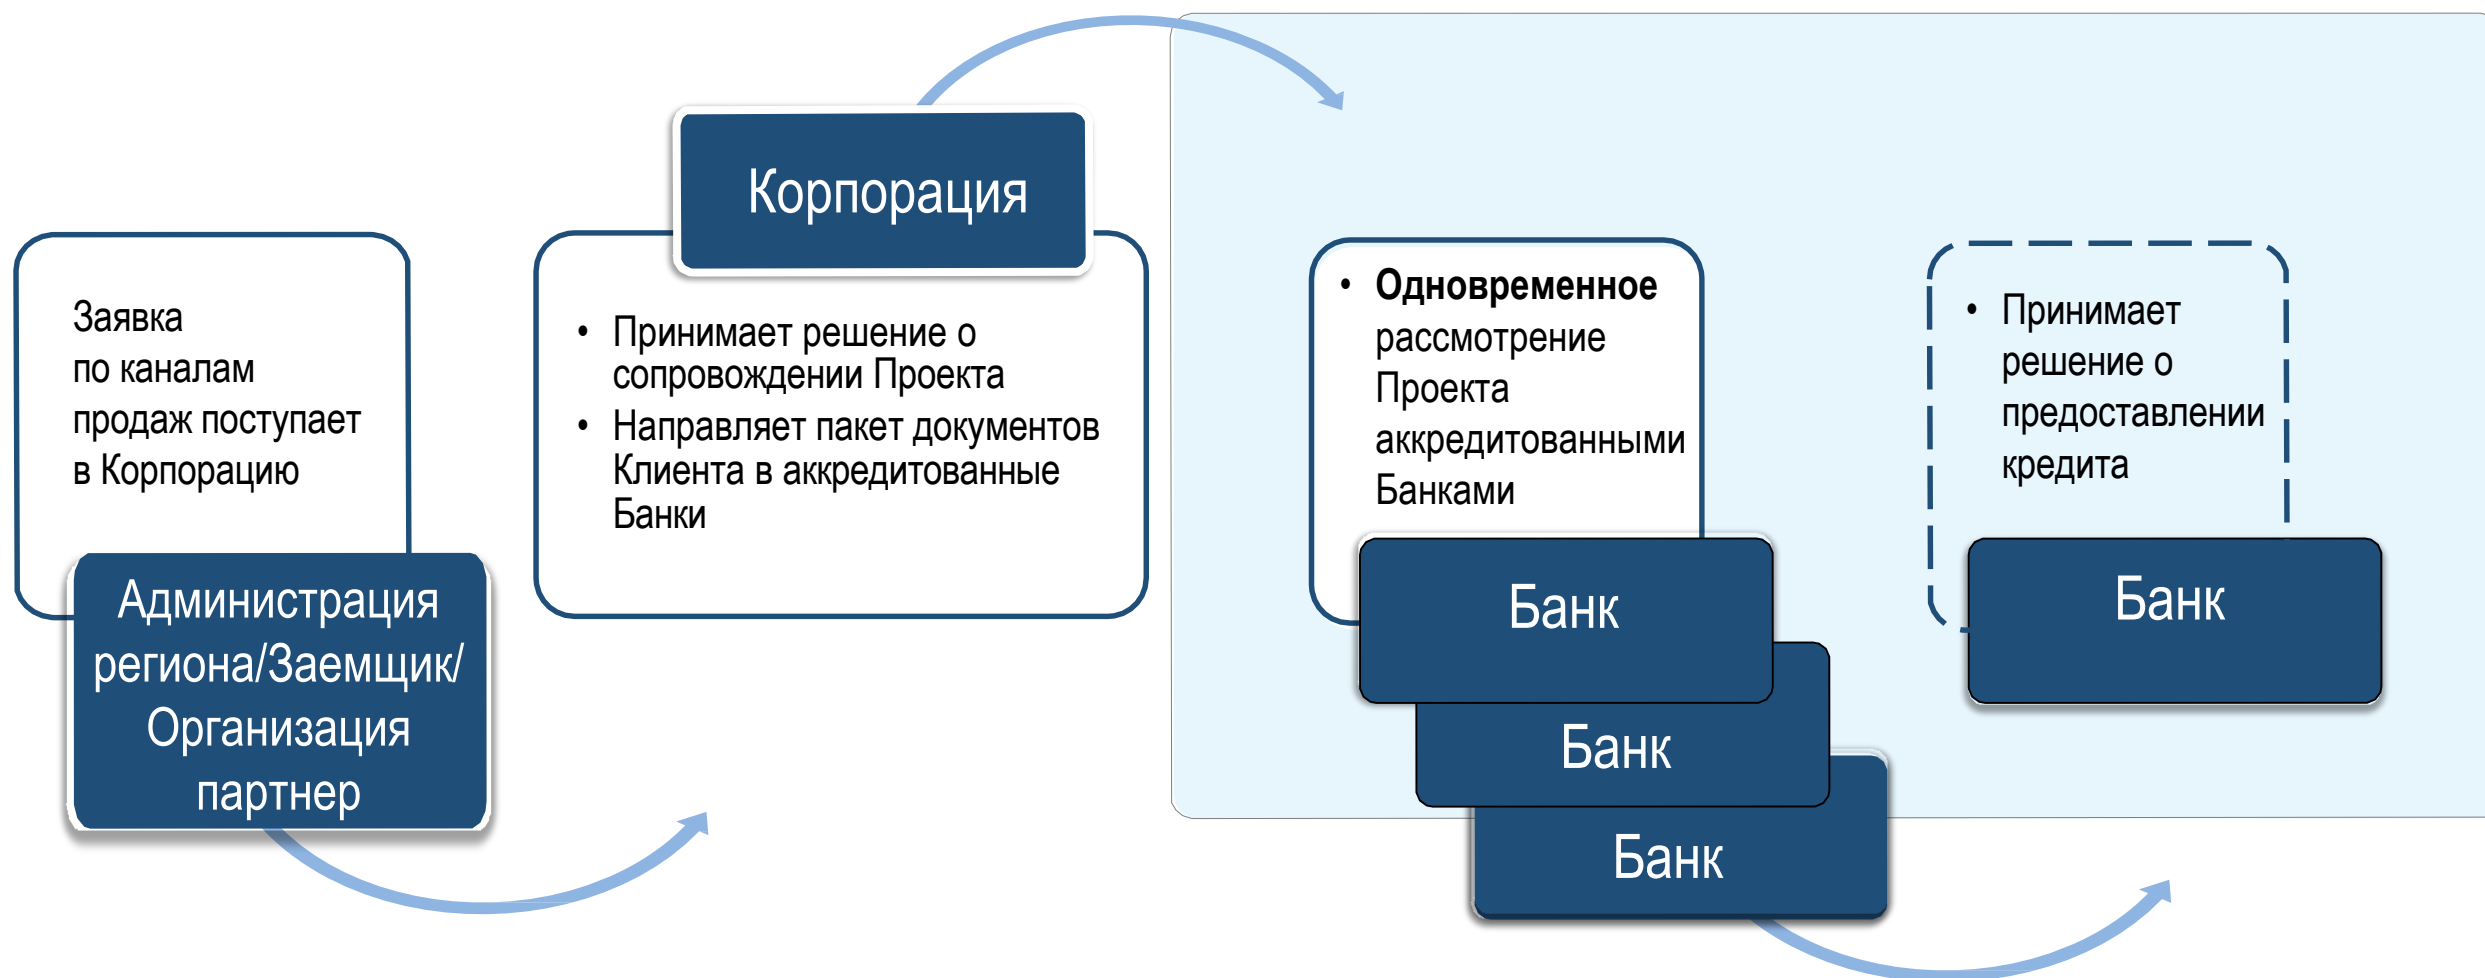 Заявка
по каналам
продаж поступает
в Корпорацию
Администрация
региона/Заемщик/
Организация
партнер
Корпорация
• Принимает решение о
сопровождении Проекта
• Направляет пакет документов
Клиента в аккредитованные
Банки
• Одновременное
рассмотрение
Проекта
аккредитованными
Банками
Банк
Банк
Банк
• Принимает
решение о
предоставлении
кредита
Банк